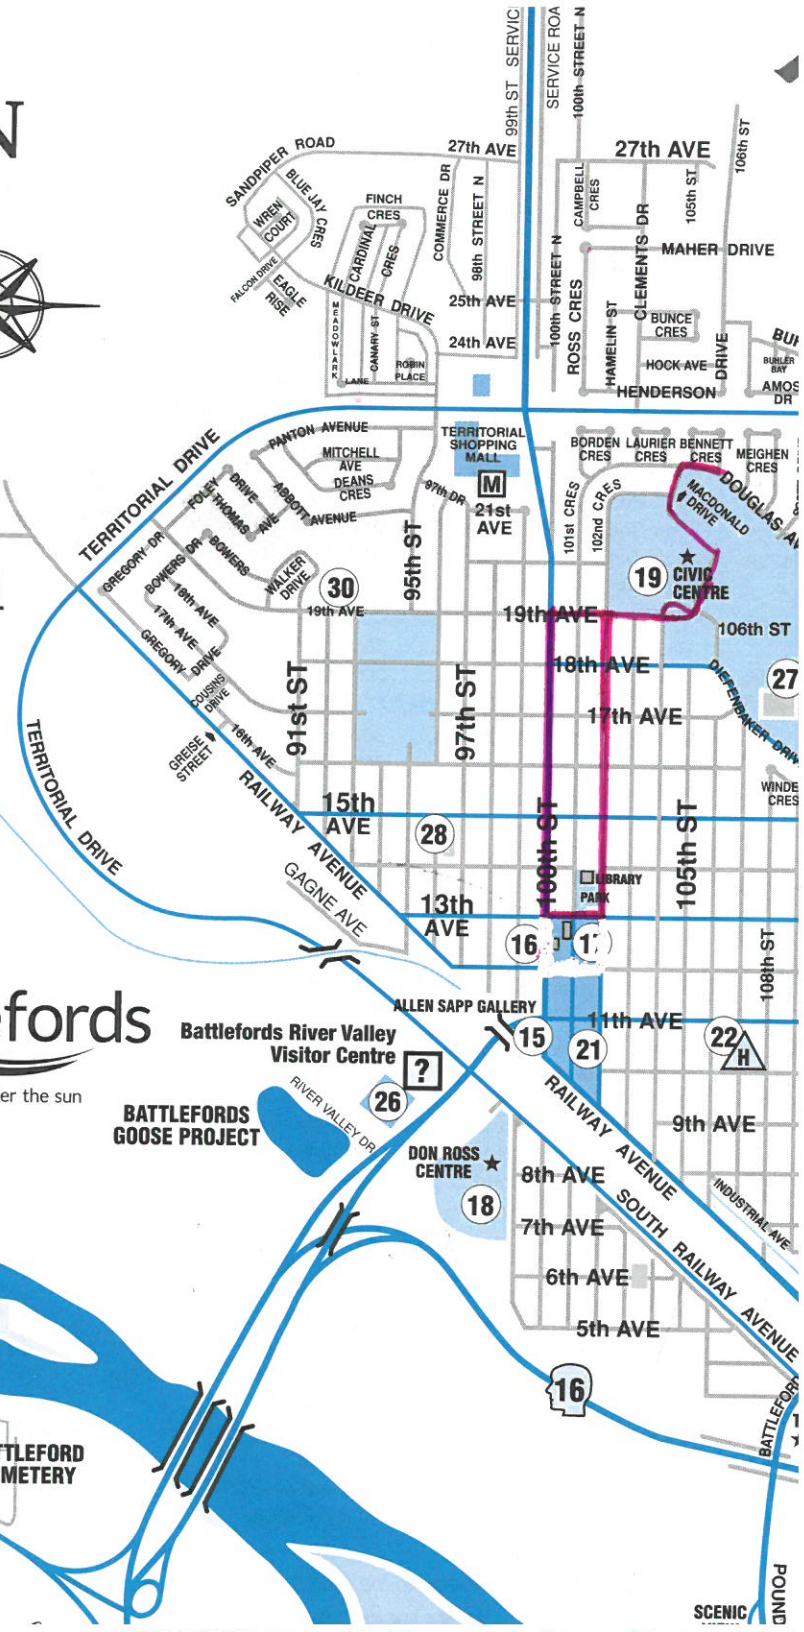 N
99th ST SERVIC
SERVICE ROA
100th STREET N
27th AVE
27th AVE
106th ST
SANDPIPER ROAD
BLUE JAY CRES
WREN
COURT
FINCH
CRES
CARDINAL
CRES
COMMERCE DR
98th STREET N
CAMPBELL
CRES
105th ST
FALCON DRIVE
EAGLE
RISE
KILDEER DRIVE
100th STREET N
CLEMENTS DR
MAHER DRIVE
25th AVE
MEADOWLARK
LANE
CANARY ST
ROBIN
PLACE
24th AVE
ROSS CRES
HAMELIN ST
BUNCE
CRES
DRIVE
HOCK AVE
BUHLER
BAY
HENDERSON
AMOS
DR
TERRITORIAL DRIVE
PANTON AVENUE
MITCHELL
AVE
DEANS
CRES
TERRITORIAL
SHOPPING
MALL
M
21st
AVE
97th DR
BORDEN
CRES
LAURIER
CRES
BENNETT
CRES
MEIGHEN
CRES
FOLEY
DRIVE
THOMAS AVE
ABBOTT
AVENUE
101st CRES
102nd CRES
MACDONALD
DRIVE
DOUGLAS AV
GREGORY DR
BOWERS DR
BOWERS
WALKER
DRIVE
95th ST
30
19th AVE
19
CIVIC
CENTRE
19th AVE
17th AVE
GREGORY DRIVE
19th AVE
106th ST
COUSINS
DRIVE
91st ST
97th ST
18th AVE
DIEFENBAKER DRIV
27
17th AVE
GREISE
STREET
16th AVE
TERRITORIAL DRIVE
RAILWAY AVENUE
WINDE
CRES
15th
AVE
28
100th ST
105th ST
GAGNE AVE
LIBRARY
PARK
13th
AVE
16
108th ST
efords
er the sun
ALLEN SAPP GALLERY
15
11th AVE
21
22
H
Battlefords River Valley
Visitor Centre
?
26
RIVER VALLEY DR
BATTLEFORDS
GOOSE PROJECT
RAILWAY AVENUE
9th AVE
DON ROSS
CENTRE
18
8th AVE
SOUTH RAILWAY AVENUE
INDUSTRIAL AVE
7th AVE
6th AVE
5th AVE
16
BATTLEFORD
TTLEFORD
METERY
POUND
SCENIC